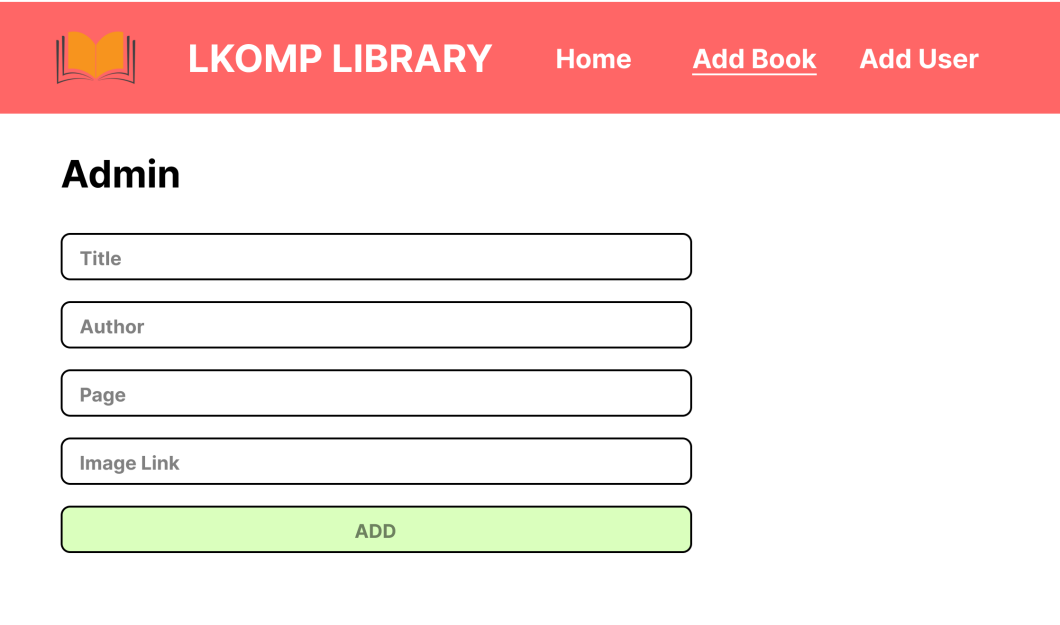 LKOMP LIBRARY Home Add Book Add User
Admin
Title
Author
Page
Image Link
ADD